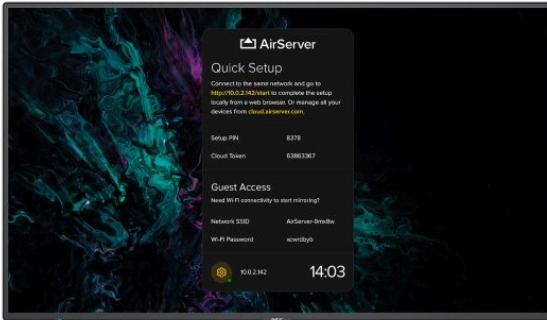 AirServer
Quick Setup
Connect to the same network and go to
http://10.0.2.142/start to complete the setup
locally from a web browser. Or manage all your
devices from cloud.airserver.com.
Setup PIN 8378
Cloud Token 63863367
Guest Access
Need Wi-Fi connectivity to start mirroring?
Network SSID AirServer-9mx8w
Wi-Fi Password xcwrdbyb
10.0.2.142 14:03